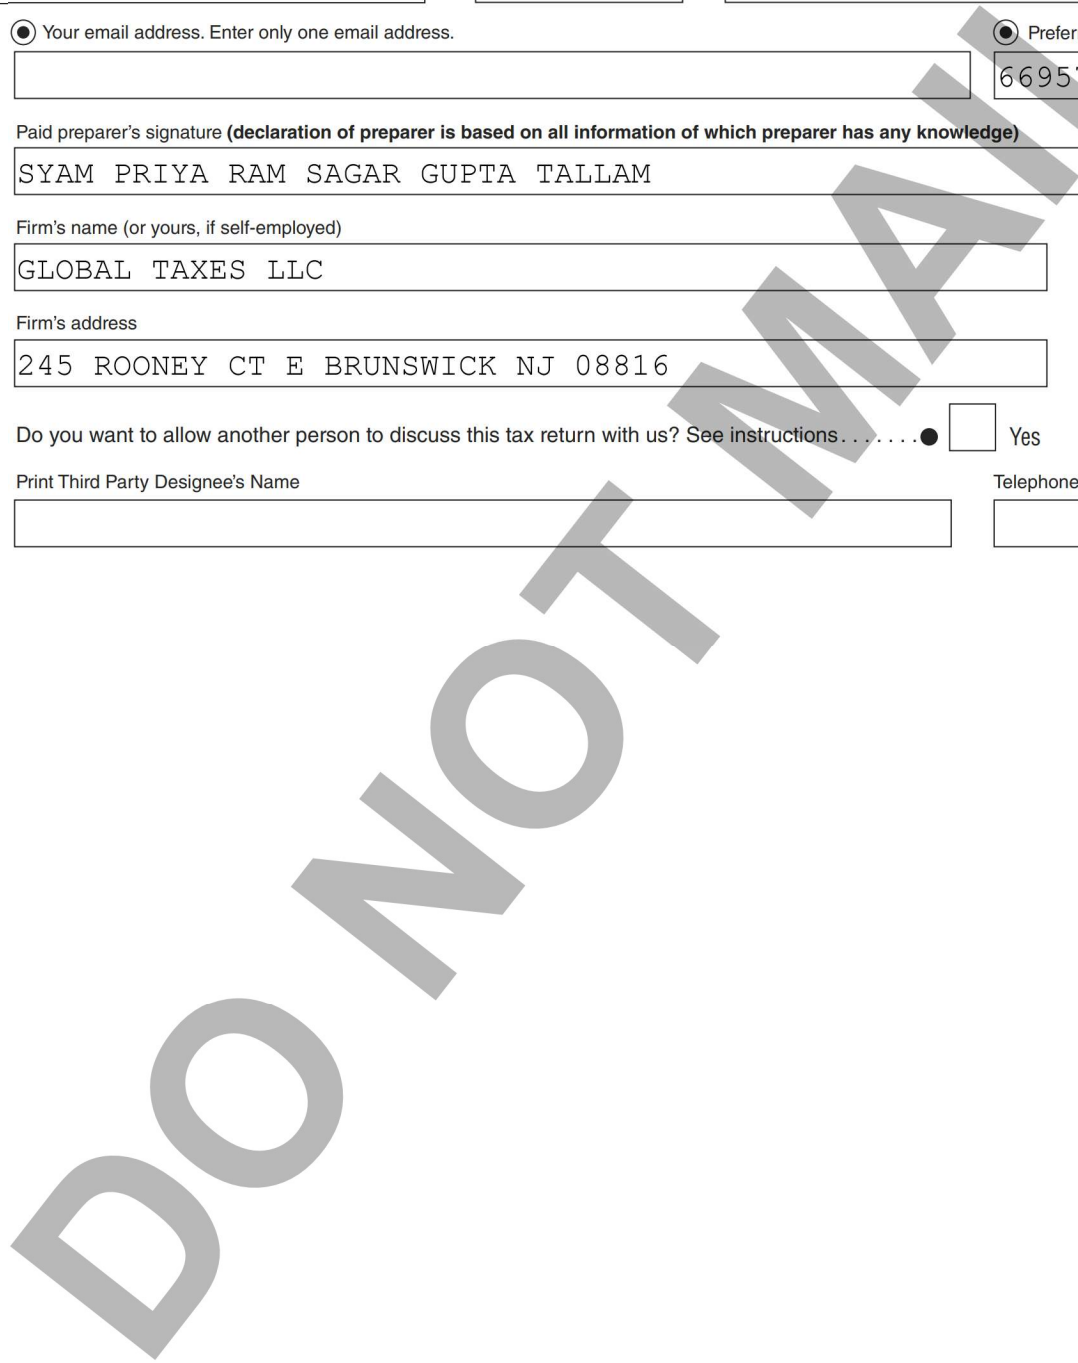 Your email address. Enter only one email address.
Prefer
66957
Paid preparer’s signature (declaration of preparer is based on all information of which preparer has any knowledge)
SYAM PRIYA RAM SAGAR GUPTA TALLAM
Firm’s name (or yours, if self-employed)
GLOBAL TAXES LLC
Firm’s address
245 ROONEY CT E BRUNSWICK NJ 08816
Do you want to allow another person to discuss this tax return with us? See instructions.......● Yes
Print Third Party Designee’s Name
Telephone
DO NOT MAIL